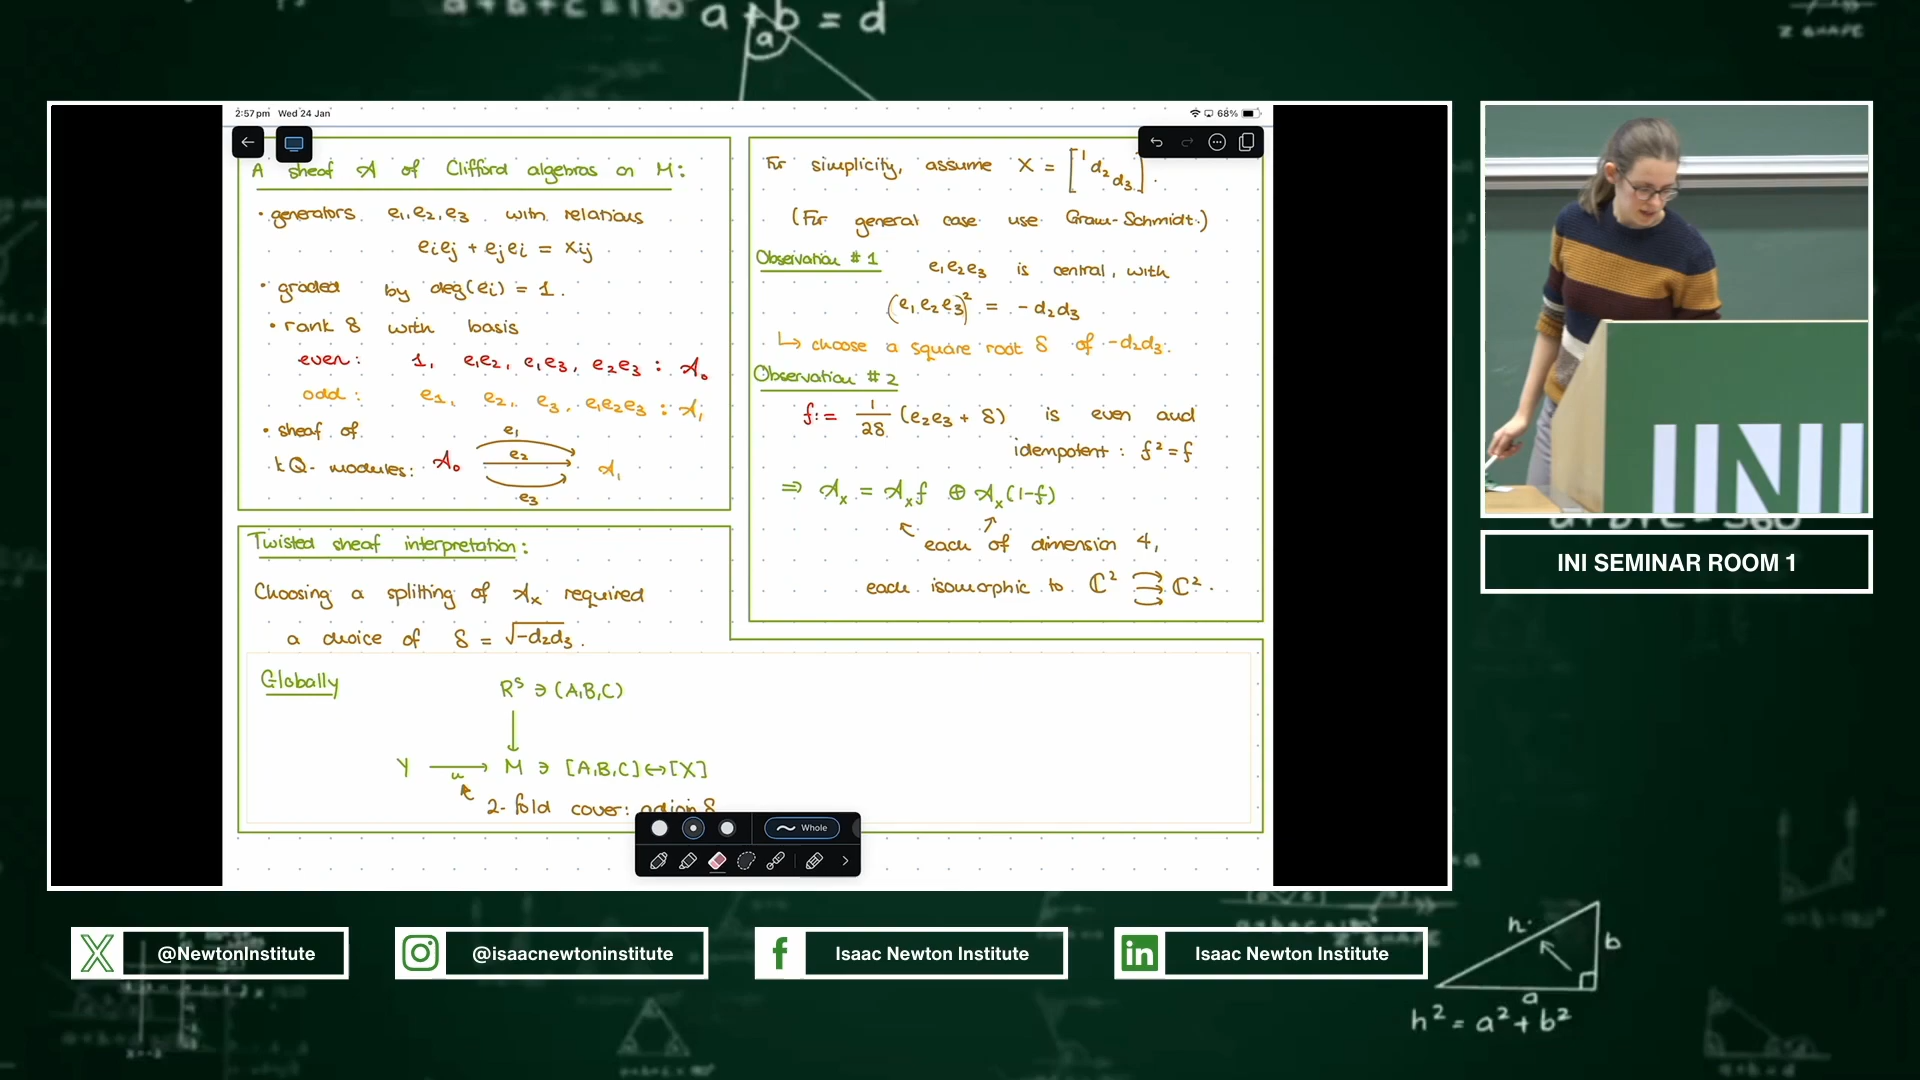 a+b+c=180°
a+b=d
a
Z SHAPE
2:57pm Wed 24 Jan
68%
A sheaf 𝒜 of Clifford algebras on M:
• generators e₁, e₂, e₃ with relations
eᵢeⱼ + eⱼeᵢ = xᵢⱼ
• graded by deg(eᵢ) = 1.
• rank 8 with basis
even: 1, e₁e₂, e₁e₃, e₂e₃ : 𝒜₀
odd: e₁, e₂, e₃, e₁e₂e₃ : 𝒜₁
• sheaf of
kQ-modules: 𝒜₀ e₁ e₂ e₃ 𝒜₁
For simplicity, assume X = [1 d₂ d₃].
(For general case use Gram-Schmidt.)
Observation #1 e₁e₂e₃ is central, with
(e₁e₂e₃)² = -d₂d₃
↳ choose a square root δ of -d₂d₃.
Observation #2
f := 1/2δ (e₂e₃ + δ) is even and
idempotent: f² = f
⇒ 𝒜ₓ = 𝒜ₓf ⊕ 𝒜ₓ(1-f)
each of dimension 4,
each isomorphic to ℂ² ⇉ ℂ².
Twisted sheaf interpretation:
Choosing a splitting of 𝒜ₓ required
a choice of δ = √-d₂d₃.
Globally Rˢ ∋ (A,B,C)
↓
Y →u M ∋ [A,B,C] ↔ [X]
2-fold cover:
Whole
INI
INI SEMINAR ROOM 1
@NewtonInstitute
@isaacnewtoninstitute
Isaac Newton Institute
Isaac Newton Institute
h
b
a
h² = a² + b²